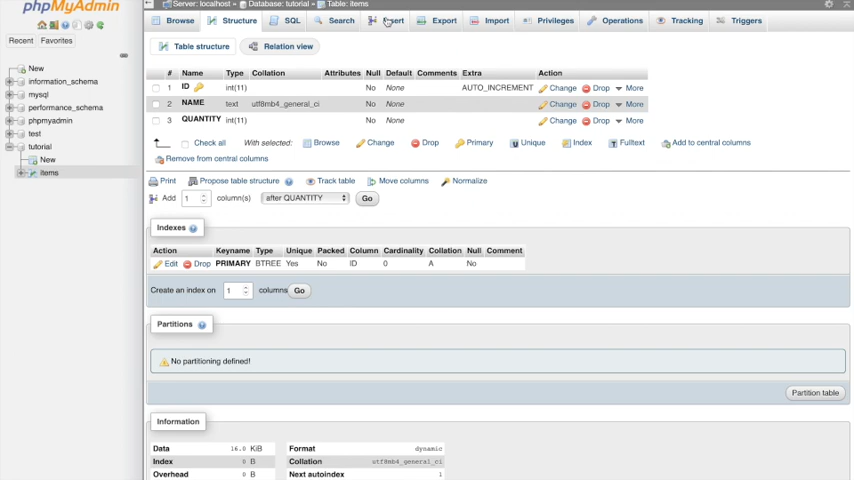 phpMyAdmin
Server: localhost » Database: tutorial » Table: items
Browse Structure SQL Search Export Import Privileges Operations Tracking Triggers
Recent Favorites
New
information_schema
mysql
performance_schema
phpmyadmin
test
tutorial
New
items
Table structure Relation view
# Name Type Collation Attributes Null Default Comments Extra Action
1 ID int(11) No None AUTO_INCREMENT Change Drop More
2 NAME text utf8mb4_general_ci No None Change Drop More
3 QUANTITY int(11) No None Change Drop More
Check all With selected: Browse Change Drop Primary Unique Index Fulltext Add to central columns
Remove from central columns
Print Propose table structure Track table Move columns Normalize
Add 1 column(s) after QUANTITY Go
Indexes
Action Keyname Type Unique Packed Column Cardinality Collation Null Comment
Edit Drop PRIMARY BTREE Yes No ID 0 A No
Create an index on 1 columns Go
Partitions
No partitioning defined!
Partition table
Information
Data 16.0 KiB Format dynamic
Index 0 B Collation utf8mb4_general_ci
Overhead 0 B Next autoindex 1